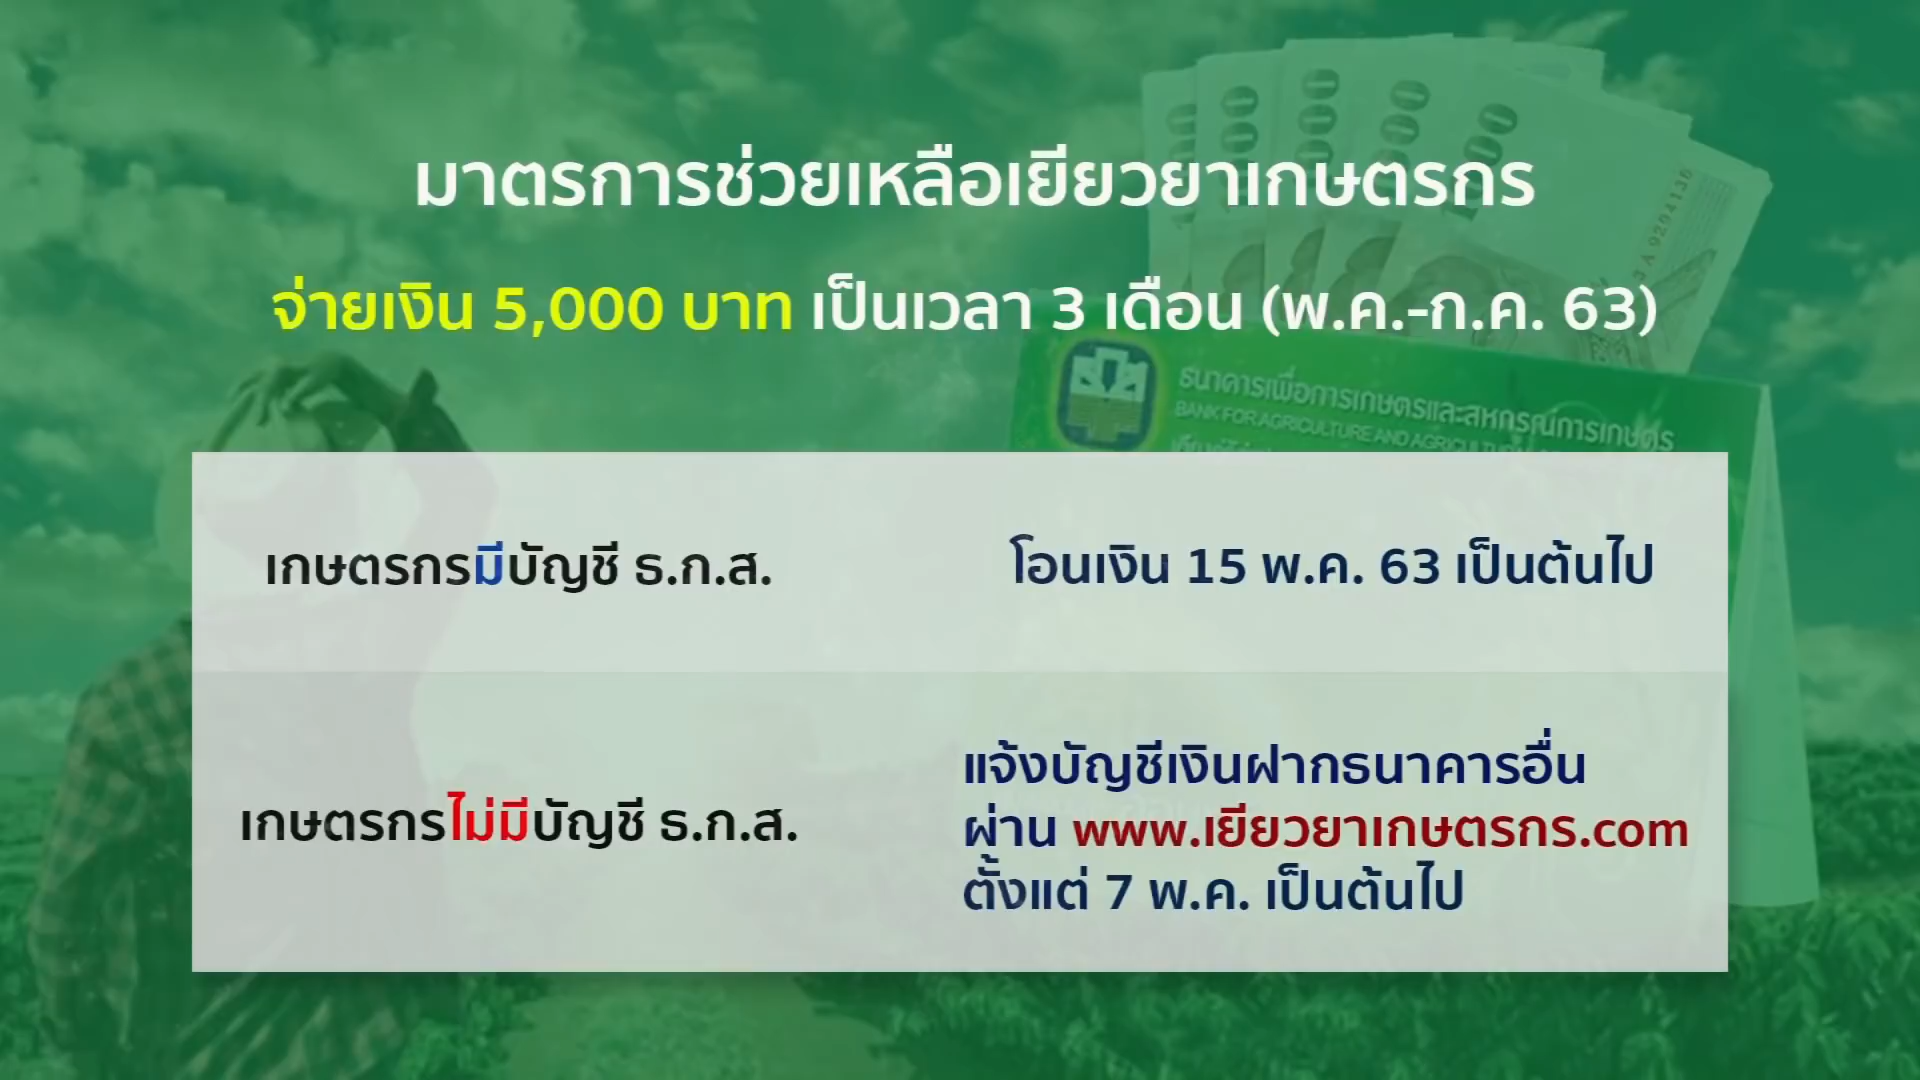 มาตรการช่วยเหลือเยียวยาเกษตรกร
จ่ายเงิน 5,000 บาท เป็นเวลา 3 เดือน (พ.ค.-ก.ค. 63)
ธนาคารเพื่อการเกษตรและสหกรณ์การเกษตร
BANK FOR AGRICULTURE AND AGRICULTURAL
เกษตรกรมีบัญชี ธ.ก.ส.
โอนเงิน 15 พ.ค. 63 เป็นต้นไป
เกษตรกรไม่มีบัญชี ธ.ก.ส.
แจ้งบัญชีเงินฝากธนาคารอื่น
ผ่าน www.เยียวยาเกษตรกร.com
ตั้งแต่ 7 พ.ค. เป็นต้นไป